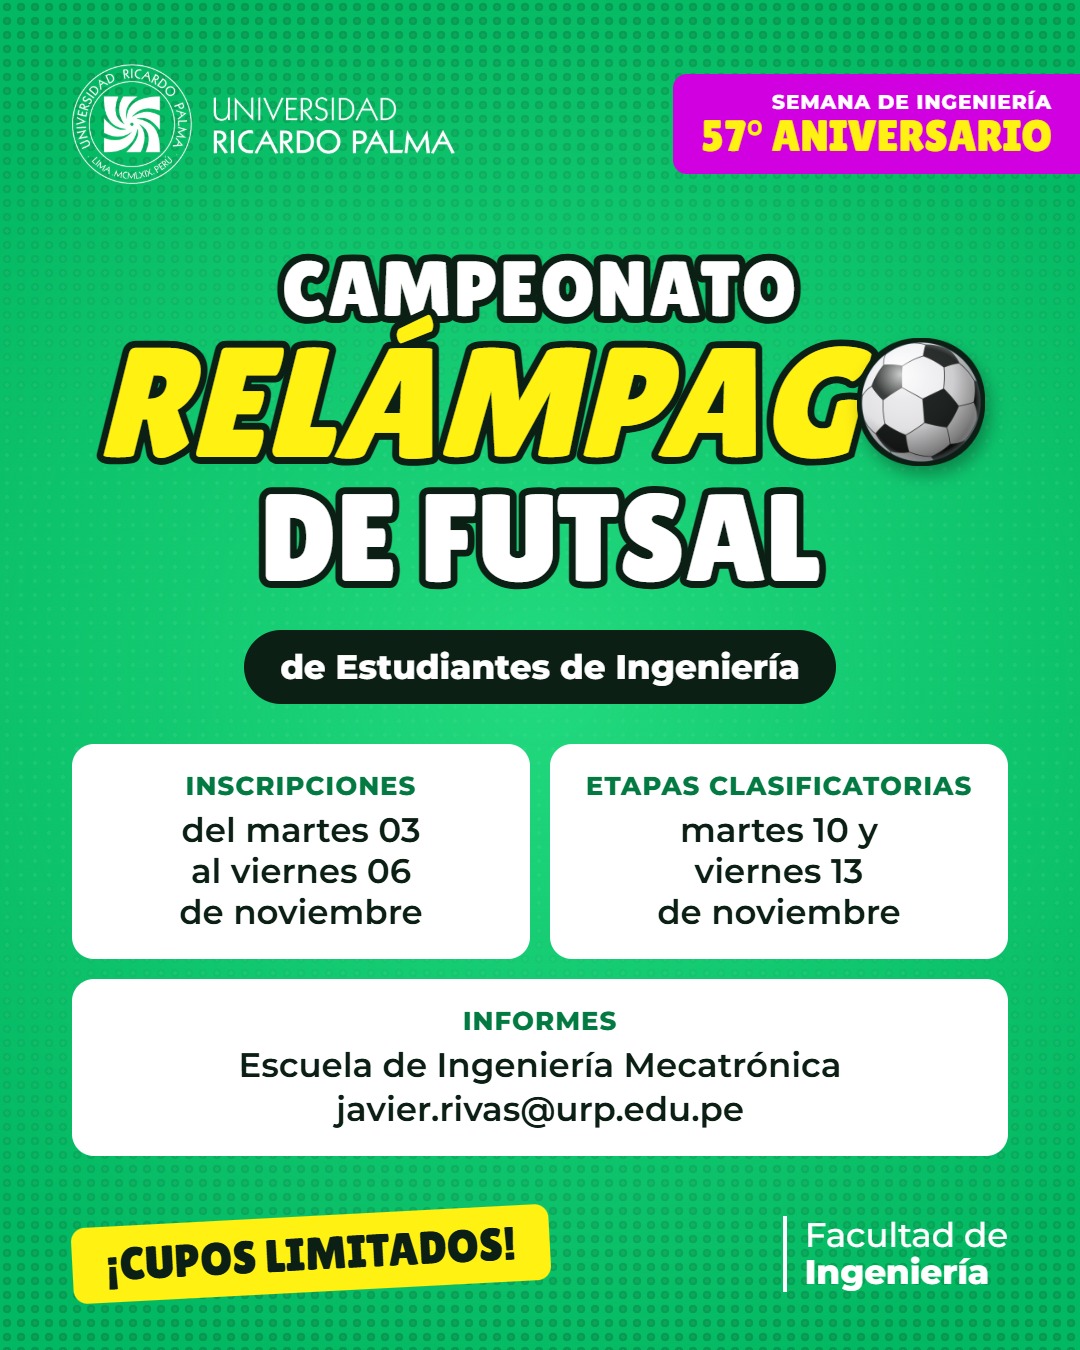 UNIVERSIDAD RICARDO PALMA
LIMA MCMLXIX PERÚ
UNIVERSIDAD
RICARDO PALMA
SEMANA DE INGENIERÍA
57° ANIVERSARIO
CAMPEONATO
RELÁMPAGO
DE FUTSAL
de Estudiantes de Ingeniería
INSCRIPCIONES
del martes 03
al viernes 06
de noviembre
ETAPAS CLASIFICATORIAS
martes 10 y
viernes 13
de noviembre
INFORMES
Escuela de Ingeniería Mecatrónica
javier.rivas@urp.edu.pe
¡CUPOS LIMITADOS!
Facultad de
Ingeniería